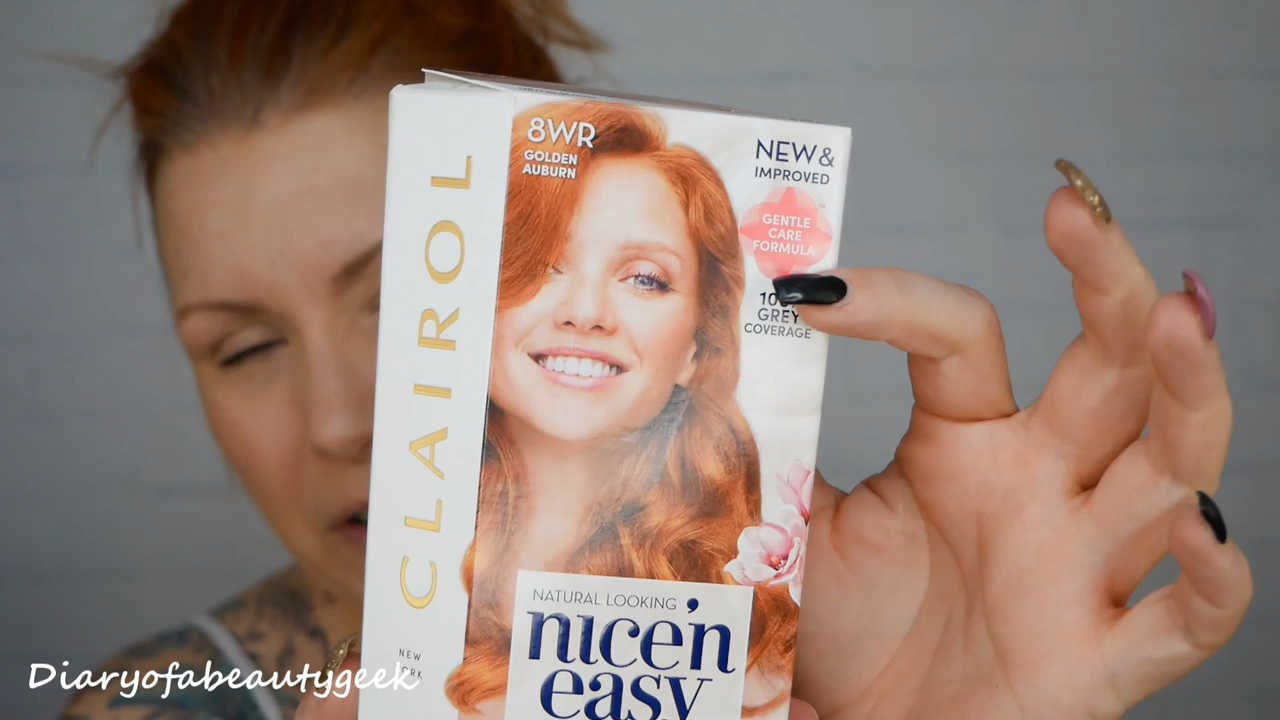 8WR
GOLDEN
AUBURN
NEW &
IMPROVED
GENTLE
CARE
FORMULA
GREY
COVERAGE
CLAIROL
NEW
NATURAL LOOKING
nice'n
easy
Diaryofabeautygeek